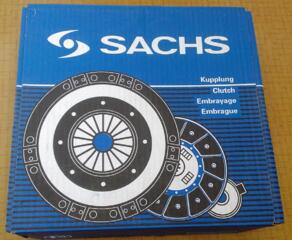 SACHS
Kupplung
Clutch
Embrayage
Embrague